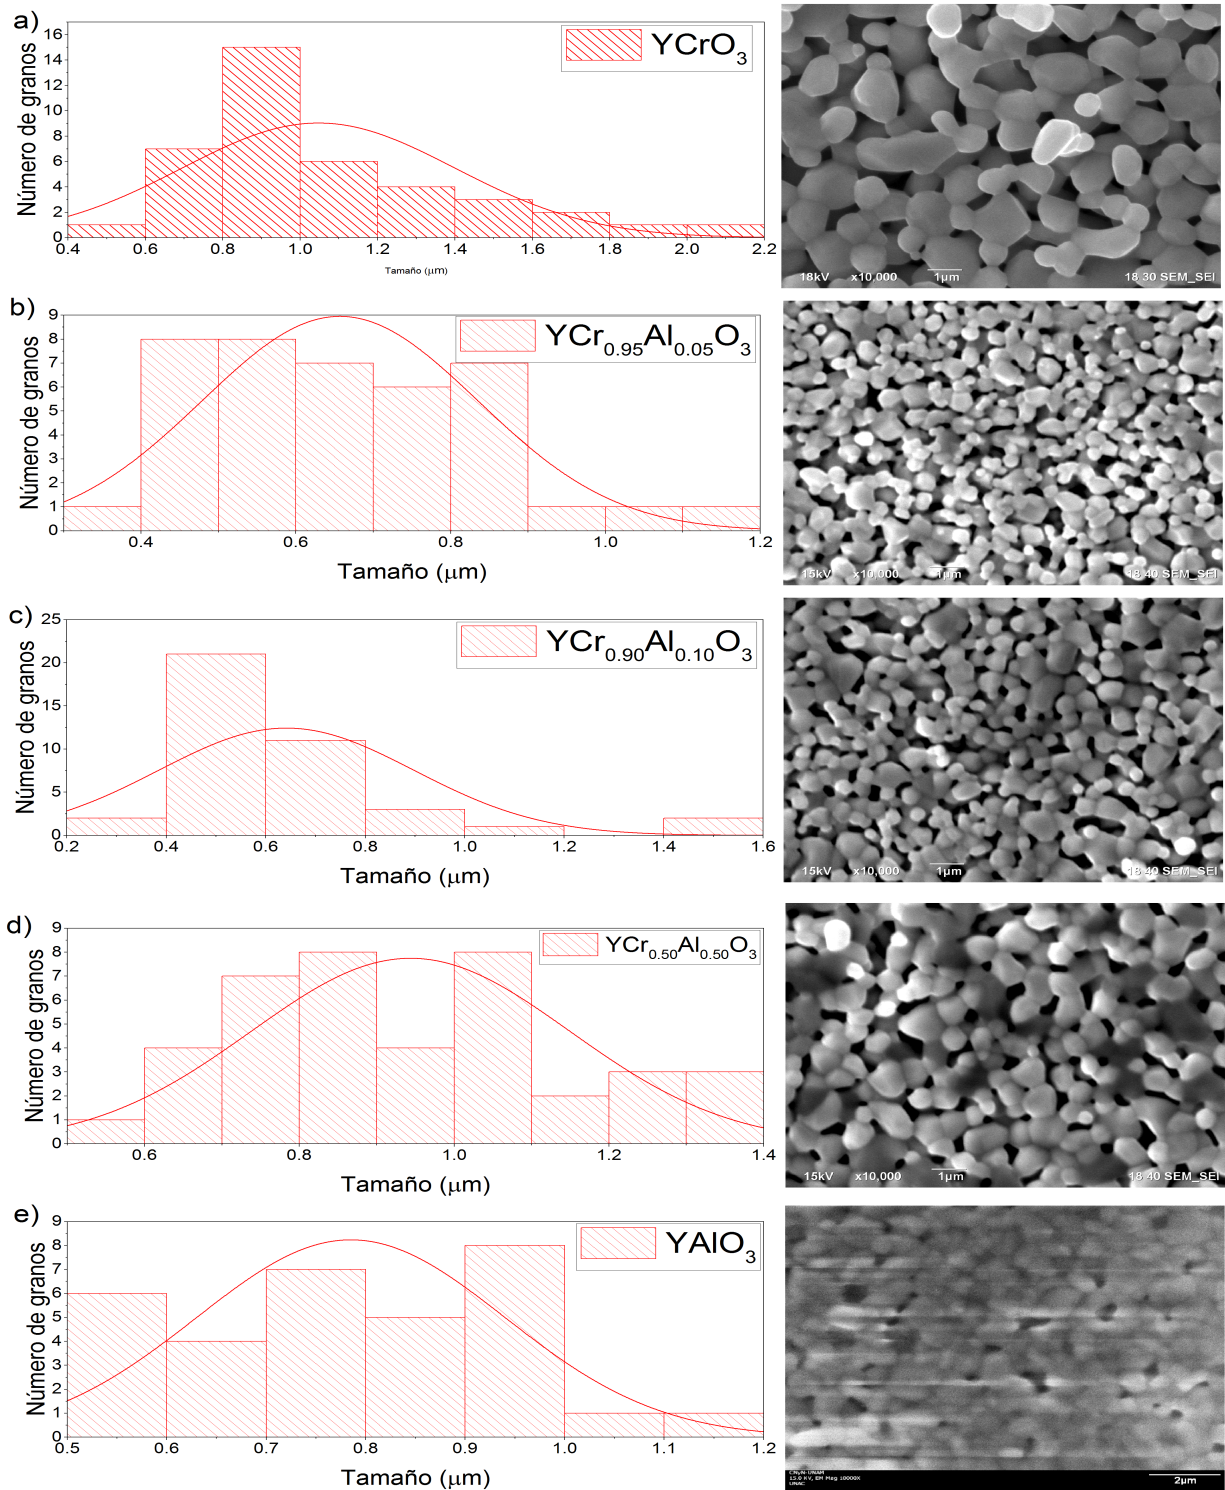 a)
Número de granos
16
14
12
10
8
6
4
2
0
0.4 0.6 0.8 1.0 1.2 1.4 1.6 1.8 2.0 2.2
Tamaño (μm)
YCrO3
18kV x10,000 1μm 18 30 SEM_SEI
b)
Número de granos
9
8
7
6
5
4
3
2
1
0
0.4 0.6 0.8 1.0 1.2
Tamaño (μm)
YCr0.95Al0.05O3
15kV x10,000 1μm 18 40 SEM_SEI
c)
Número de granos
25
20
15
10
5
0
0.2 0.4 0.6 0.8 1.0 1.2 1.4 1.6
Tamaño (μm)
YCr0.90Al0.10O3
15kV x10,000 1μm 18 40 SEM_SEI
d)
Número de granos
9
8
7
6
5
4
3
2
1
0
0.6 0.8 1.0 1.2 1.4
Tamaño (μm)
YCr0.50Al0.50O3
15kV x10,000 1μm 18 40 SEM_SEI
e)
Número de granos
9
8
7
6
5
4
3
2
1
0
0.5 0.6 0.7 0.8 0.9 1.0 1.1 1.2
Tamaño (μm)
YAlO3
CNyN-UNAM
15.0 KV, EM Mag 10000X
UNAC
2μm